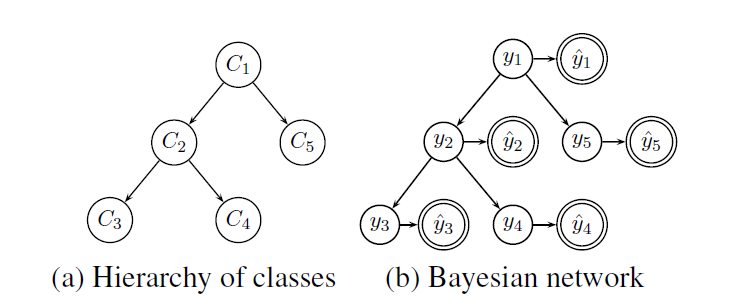 C₁
C₂ C₅
C₃ C₄
(a) Hierarchy of classes
y₁ ŷ₁
y₂ ŷ₂ y₅ ŷ₅
y₃ ŷ₃ y₄ ŷ₄
(b) Bayesian network